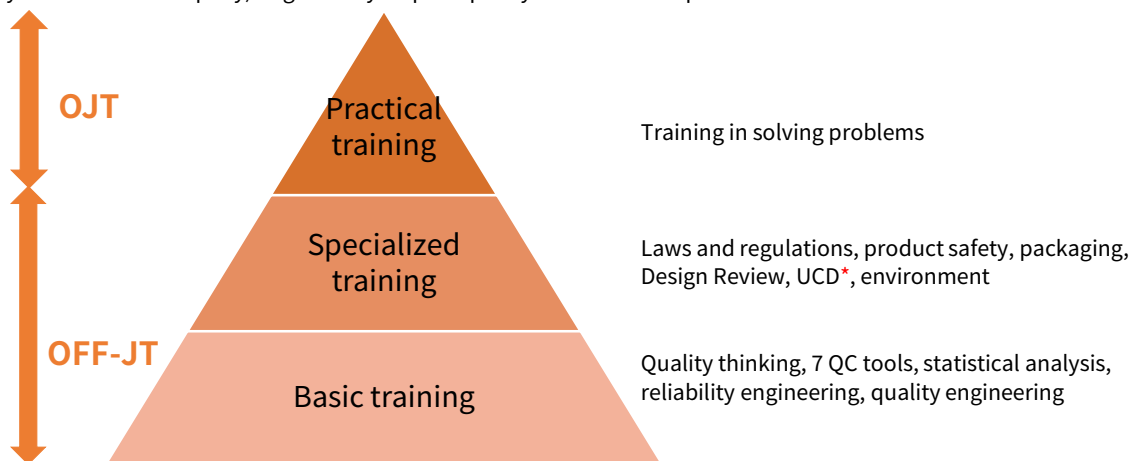 OJT
Practical
training
Training in solving problems
Specialized
training
Laws and regulations, product safety, packaging,
Design Review, UCD*, environment
OFF-JT
Basic training
Quality thinking, 7 QC tools, statistical analysis,
reliability engineering, quality engineering